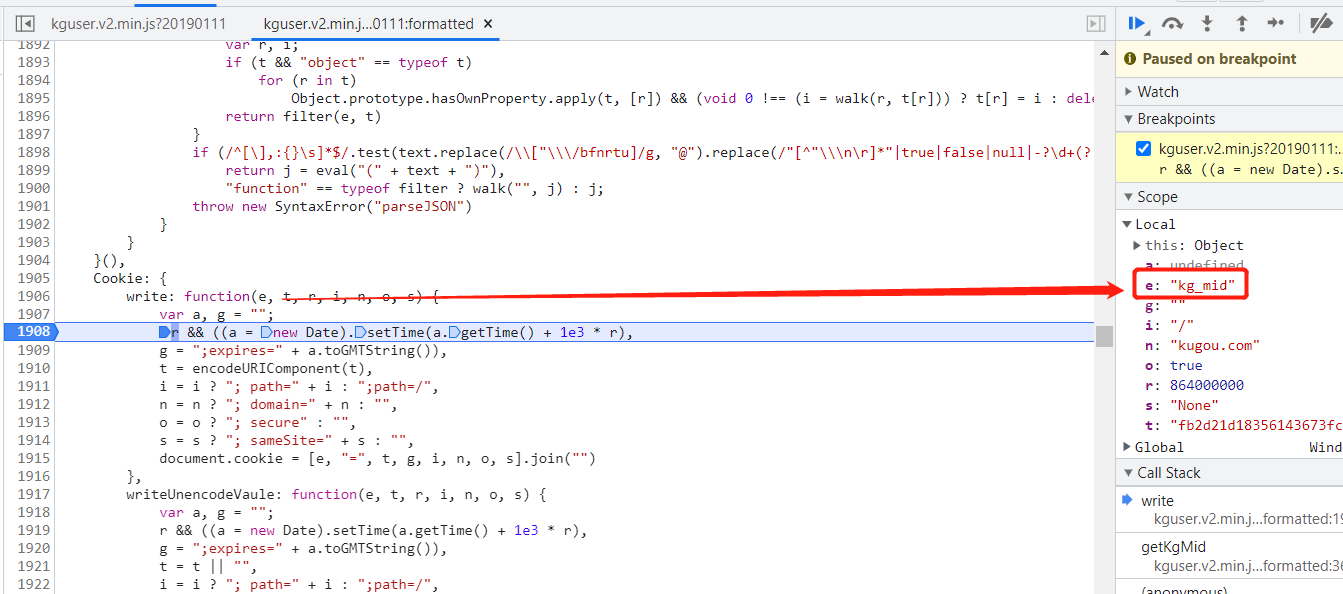 kguser.v2.min.js?20190111
kguser.v2.min.j...0111:formatted ×
1892 var r, i;
1893 if (t && "object" == typeof t)
1894 for (r in t)
1895 Object.prototype.hasOwnProperty.apply(t, [r]) && (void 0 !== (i = walk(r, t[r])) ? t[r] = i : dele
1896 return filter(e, t)
1897 }
1898 if (/^[\],:{}\s]*$/.test(text.replace(/\\["\\\/bfnrtu]/g, "@").replace(/"[^"\\\n\r]*"|true|false|null|-?\d+(?
1899 return j = eval("(" + text + ")"),
1900 "function" == typeof filter ? walk("", j) : j;
1901 throw new SyntaxError("parseJSON")
1902 }
1903 }
1904 }(),
1905 Cookie: {
1906 write: function(e, t, r, i, n, o, s) {
1907 var a, g = "";
1908 r && ((a = new Date).setTime(a.getTime() + 1e3 * r),
1909 g = ";expires=" + a.toGMTString()),
1910 t = encodeURIComponent(t),
1911 i = i ? "; path=" + i : ";path=/",
1912 n = n ? "; domain=" + n : "",
1913 o = o ? "; secure" : "",
1914 s = s ? "; sameSite=" + s : "",
1915 document.cookie = [e, "=", t, g, i, n, o, s].join("")
1916 },
1917 writeUnencodeVaule: function(e, t, r, i, n, o, s) {
1918 var a, g = "";
1919 r && ((a = new Date).setTime(a.getTime() + 1e3 * r),
1920 g = ";expires=" + a.toGMTString()),
1921 t = t || "",
1922 i = i ? "; path=" + i : ";path=/",
Paused on breakpoint
Watch
Breakpoints
kguser.v2.min.js?20190111:...
r && ((a = new Date).s...
Scope
Local
this: Object
a: undefined
e: "kg_mid"
g: ""
i: "/"
n: "kugou.com"
o: true
r: 864000000
s: "None"
t: "fb2d21d18356143673fc
Global Wind
Call Stack
write
kguser.v2.min.j...formatted:19
getKgMid
kguser.v2.min.j...formatted:36
(anonymous)